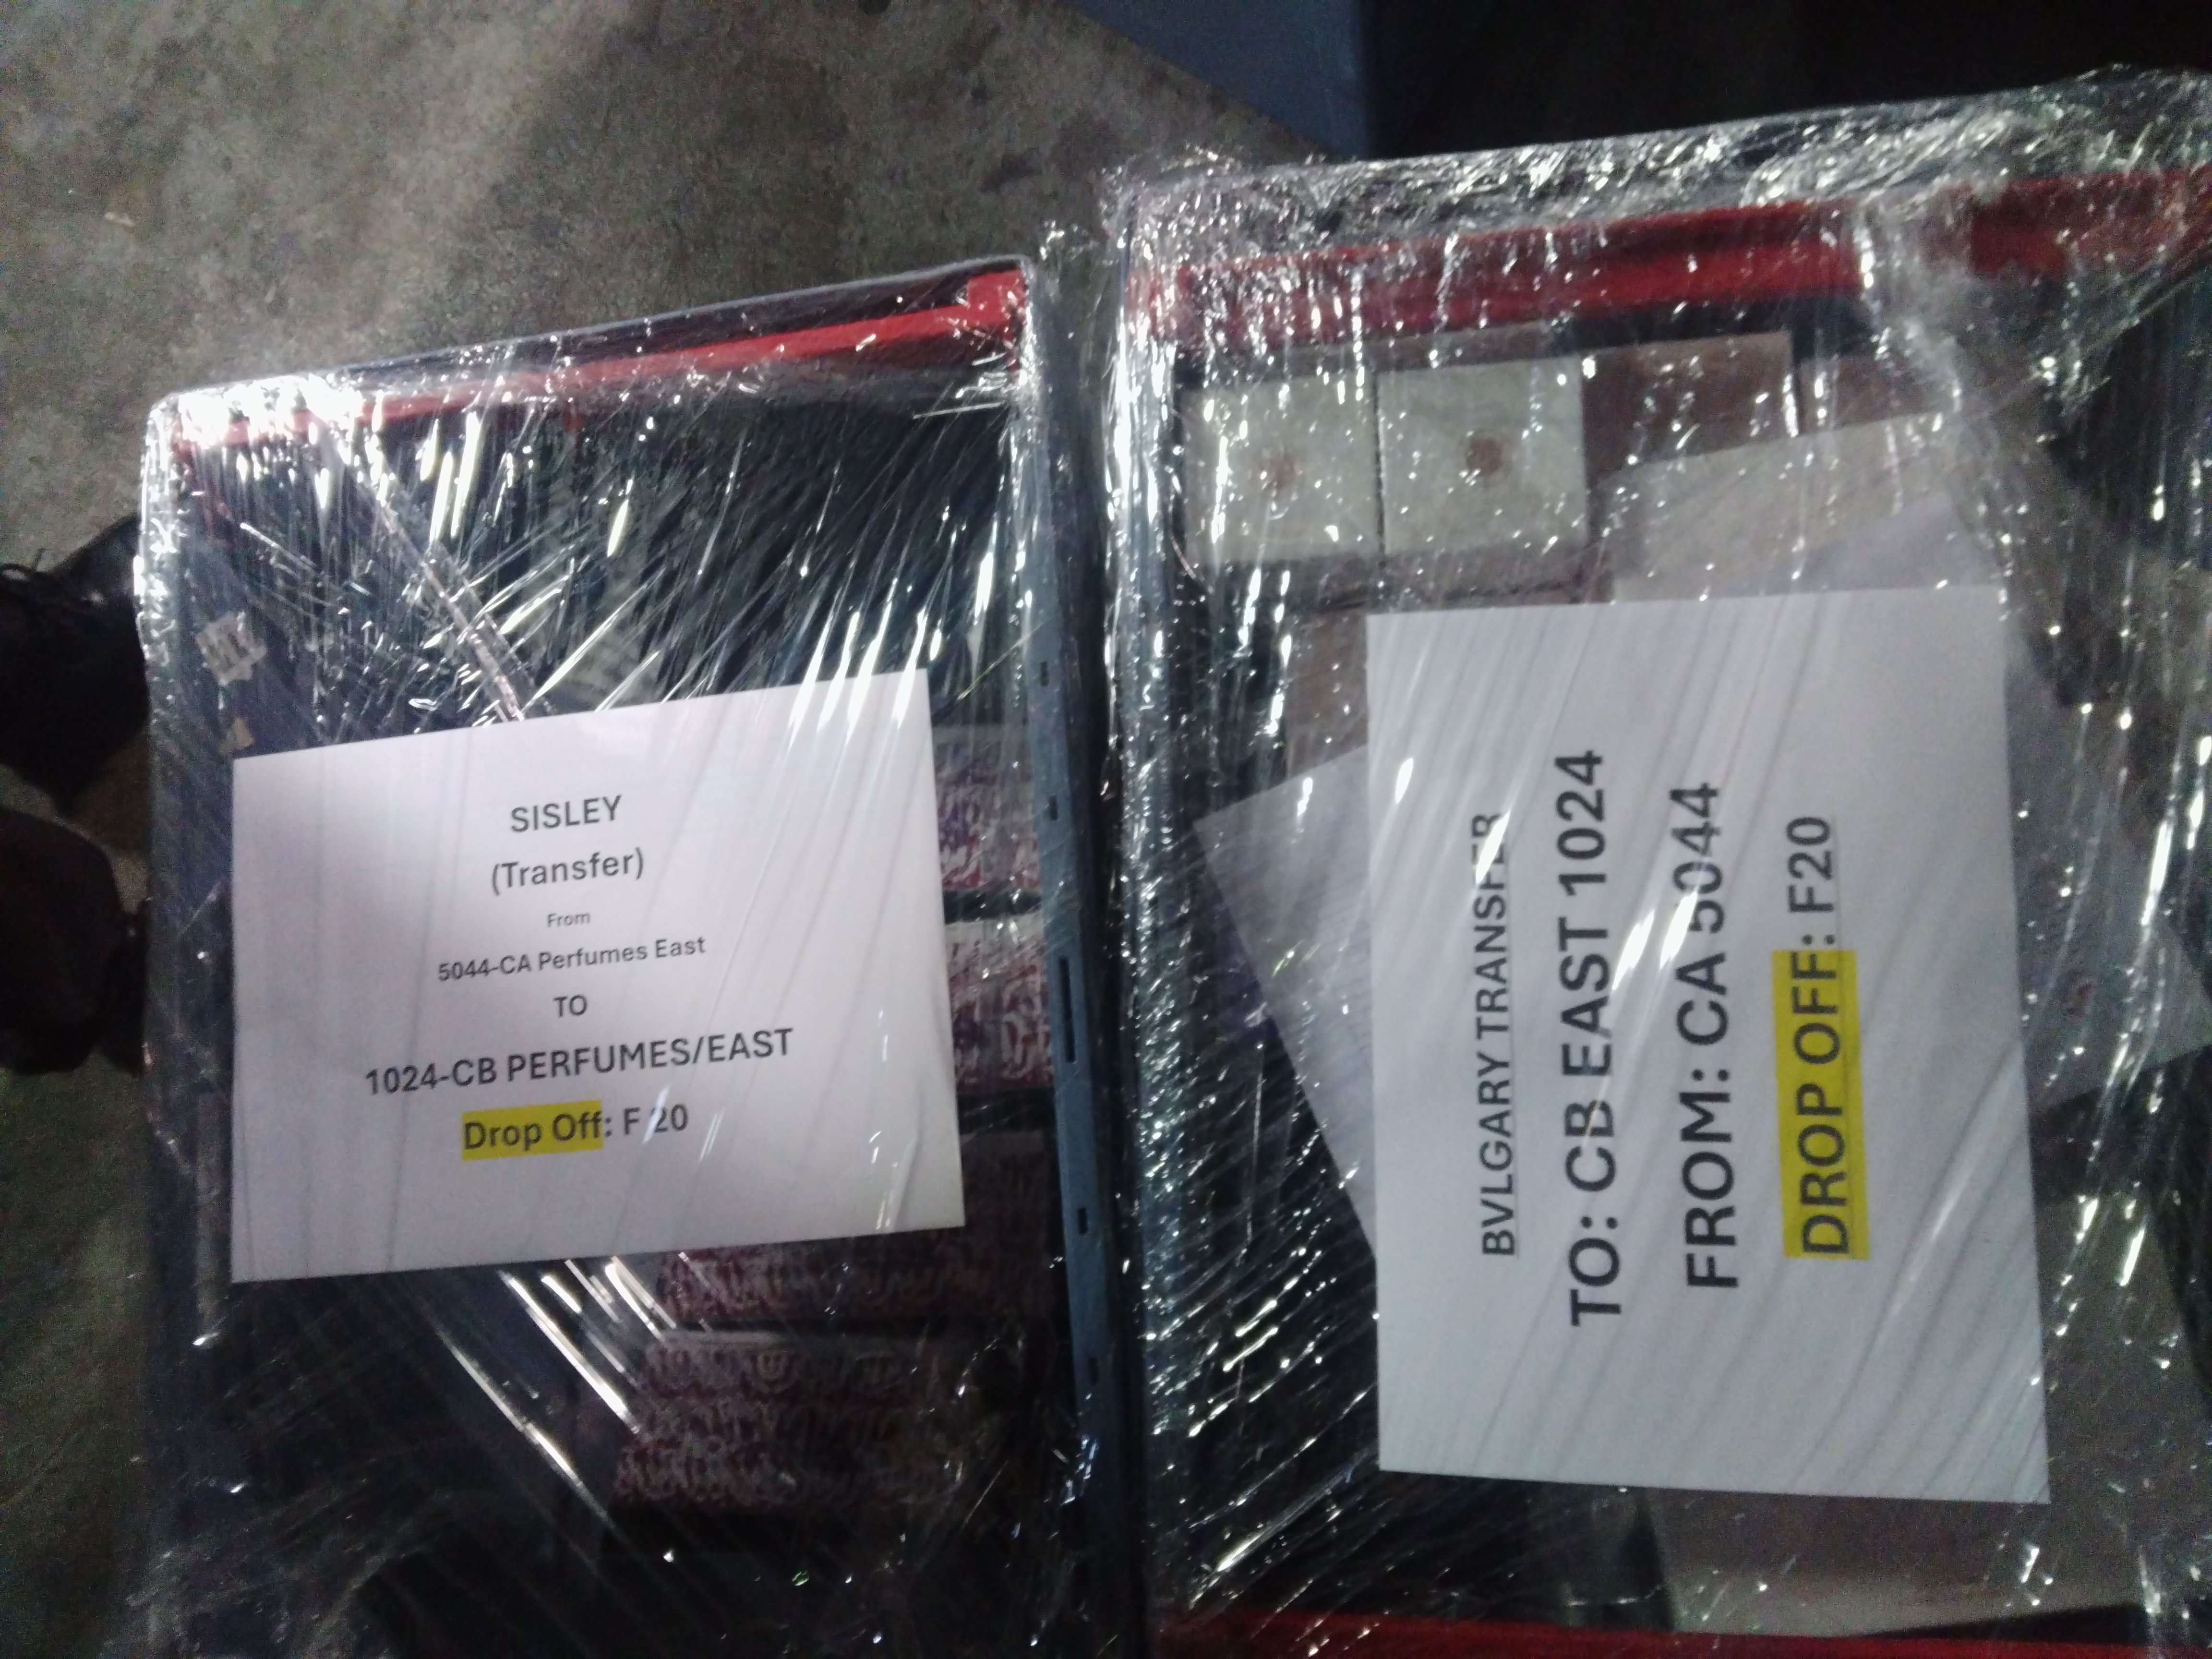 SISLEY
(Transfer)
From
5044-CA Perfumes East
TO
1024-CB PERFUMES/EAST
Drop Off: F 20
BVLGARY TRANSFER
TO: CB EAST 1024
FROM: CA 5044
DROP OFF: F20